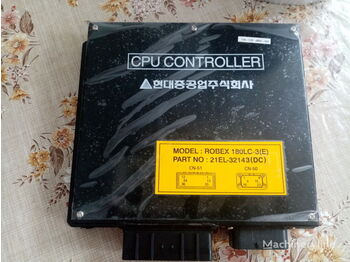 CPU CONTROLLER
현대중공업주식회사
MODEL : ROBEX 180LC-3(E)
PART NO : 21EL-32143(DC)
CN-51 CN-50